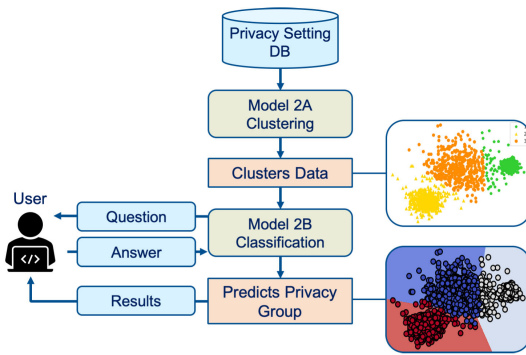 Privacy Setting
DB
Model 2A
Clustering
Clusters Data
User
Question
Model 2B
Classification
Answer
</>
Results
Predicts Privacy
Group